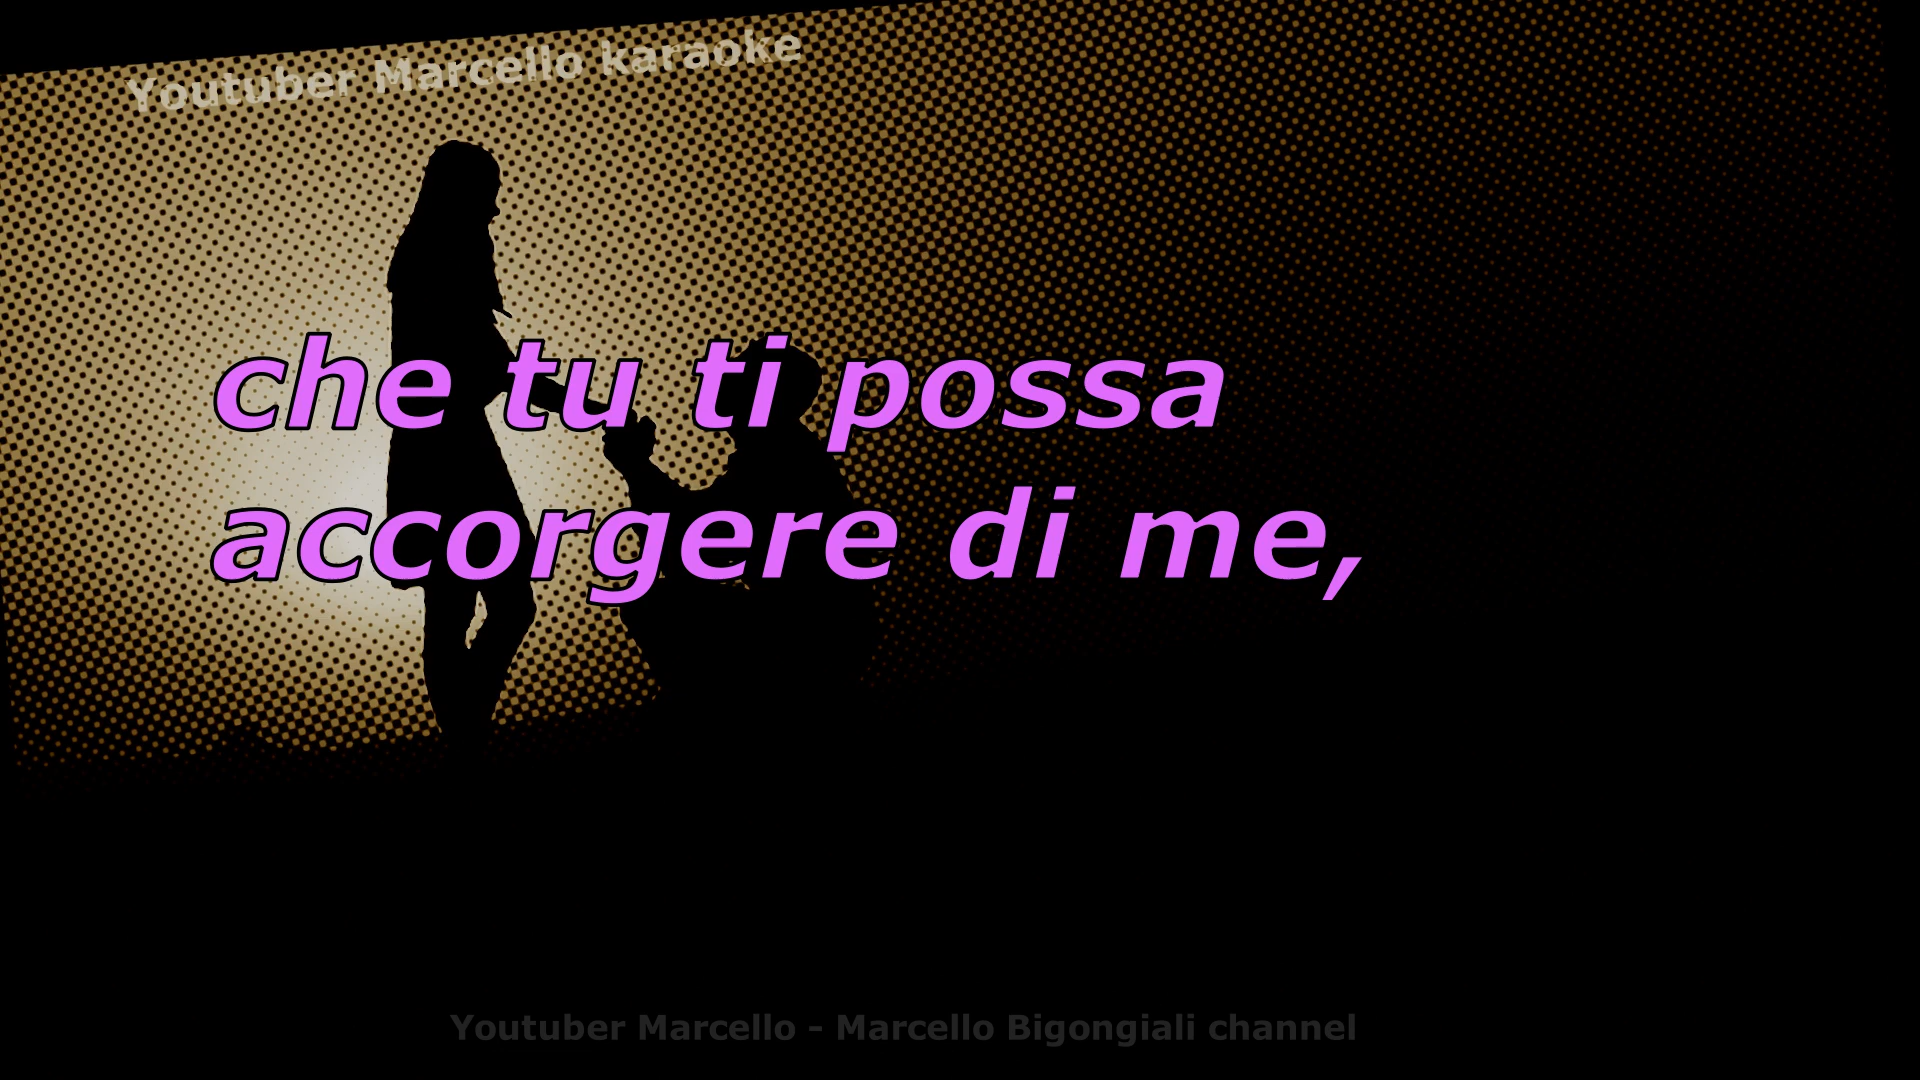 Youtuber Marcello karaoke
che tu ti possa
accorgere di me,
Youtuber Marcello - Marcello Bigongiali channel